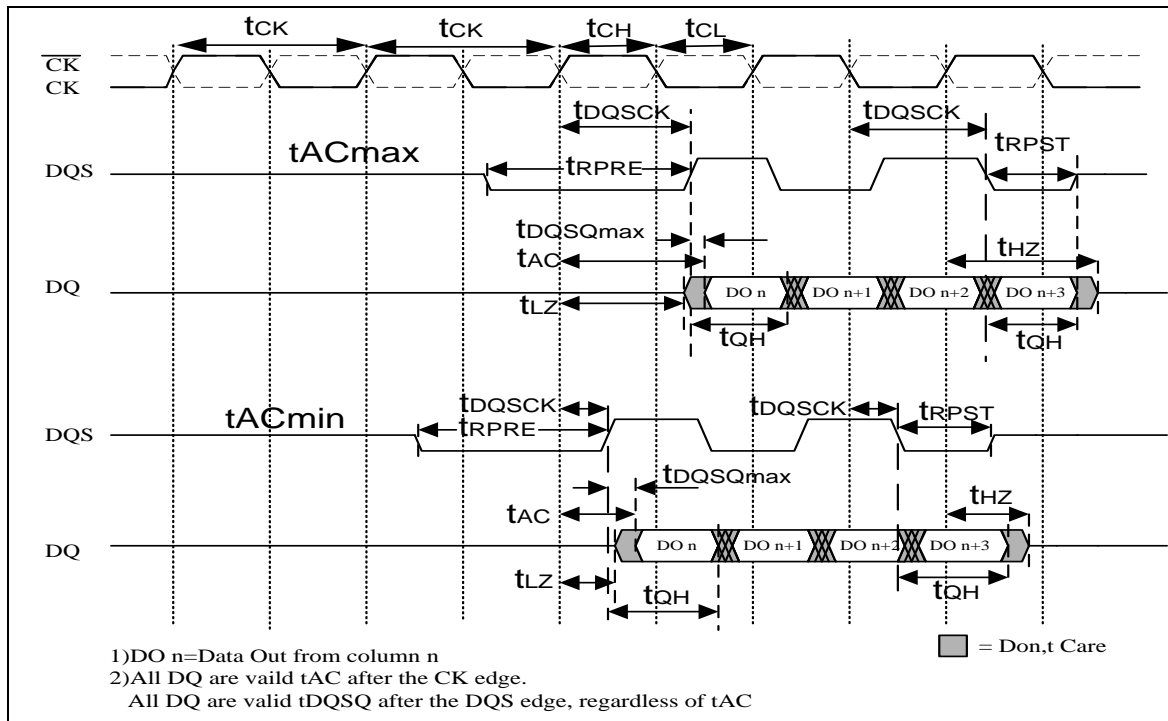 tCK tCK tCH tCL
CK
CK
tDQSCK tDQSCK
tACmax tRPST
DQS tRPRE
tDQSQmax
tAC tHZ
DQ DO n DO n+1 DO n+2 DO n+3
tLZ
tQH tQH
tDQSCK tDQSCK
tACmin tRPST
DQS tRPRE
tDQSQmax
tAC tHZ
DQ DO n DO n+1 DO n+2 DO n+3
tLZ
tQH tQH
1)DO n=Data Out from column n
= Don,t Care
2)All DQ are vaild tAC after the CK edge.
All DQ are valid tDQSQ after the DQS edge, regardless of tAC